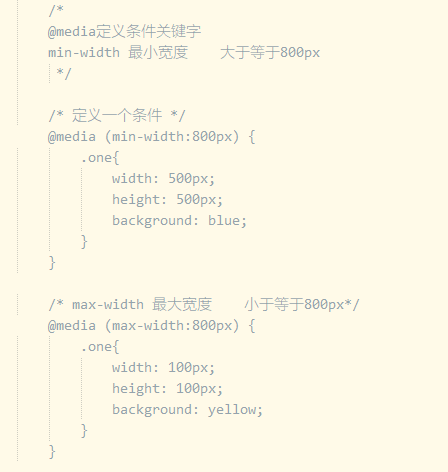 /*
@media定义条件关键字
min-width 最小宽度    大于等于800px
*/
/* 定义一个条件 */
@media (min-width:800px) {
.one{
width: 500px;
height: 500px;
background: blue;
}
}
/* max-width 最大宽度    小于等于800px*/
@media (max-width:800px) {
.one{
width: 100px;
height: 100px;
background: yellow;
}
}